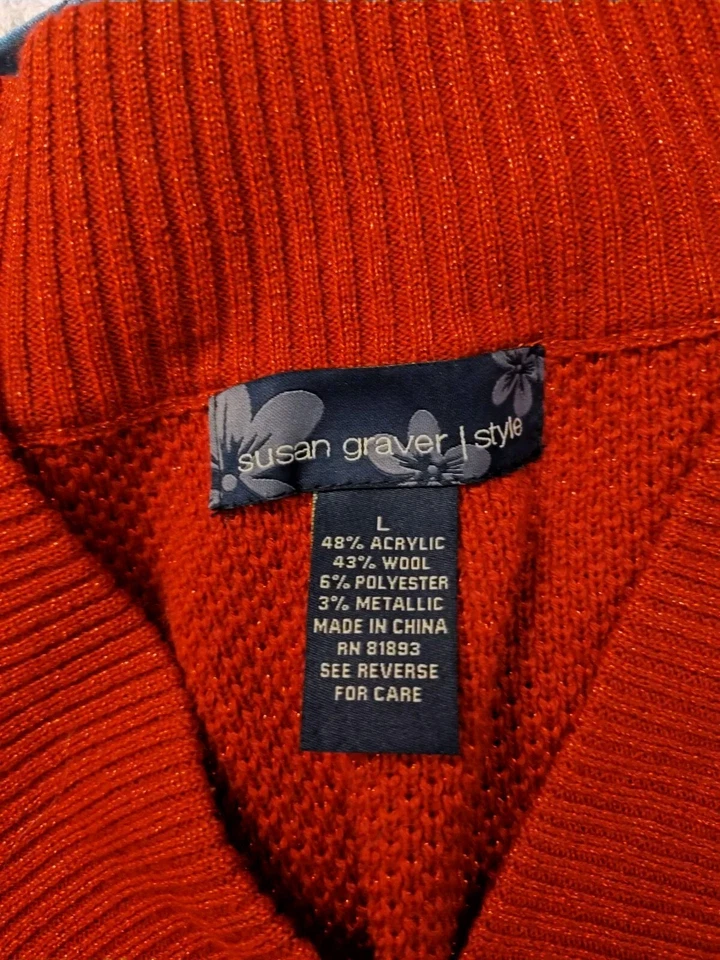 susan graver | style
L
48% ACRYLIC
43% WOOL
6% POLYESTER
3% METALLIC
MADE IN CHINA
RN 81893
SEE REVERSE
FOR CARE